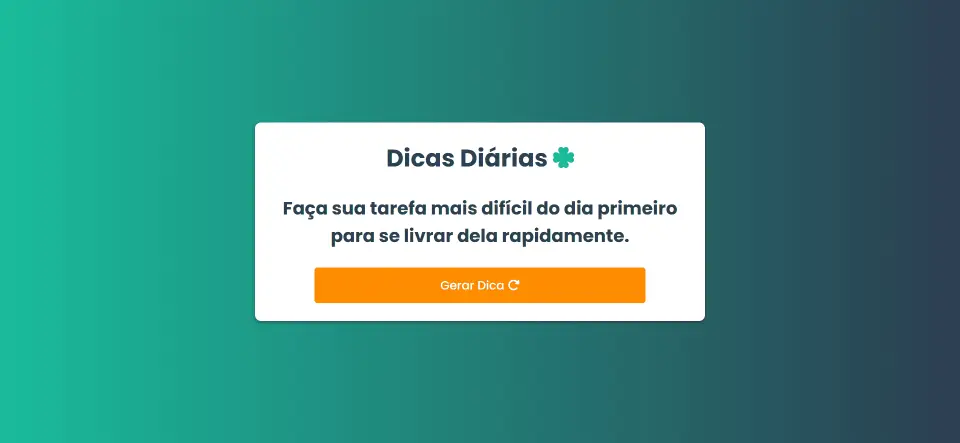 Dicas Diárias
Faça sua tarefa mais difícil do dia primeiro
para se livrar dela rapidamente.
Gerar Dica